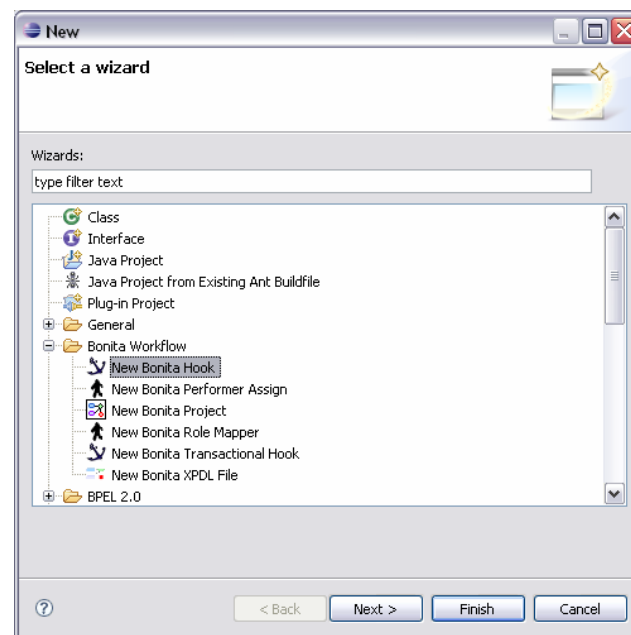 New
Select a wizard
Wizards:
type filter text
Class
Interface
Java Project
Java Project from Existing Ant Buildfile
Plug-in Project
General
Bonita Workflow
New Bonita Hook
New Bonita Performer Assign
New Bonita Project
New Bonita Role Mapper
New Bonita Transactional Hook
New Bonita XPDL File
BPEL 2.0
? < Back Next > Finish Cancel